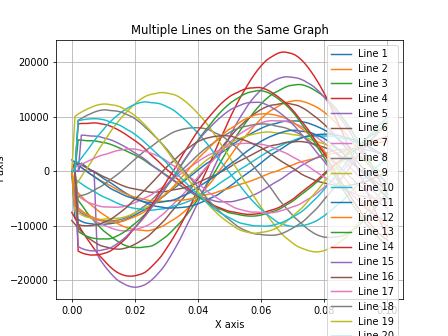 Multiple Lines on the Same Graph
20000
10000
0
−10000
−20000
0.00
0.02
0.04
0.06
X axis
Line 1
Line 2
Line 3
Line 4
Line 5
Line 6
Line 7
Line 8
Line 9
Line 10
Line 11
Line 12
Line 13
Line 14
Line 15
Line 16
Line 17
Line 18
Line 19
Line 20